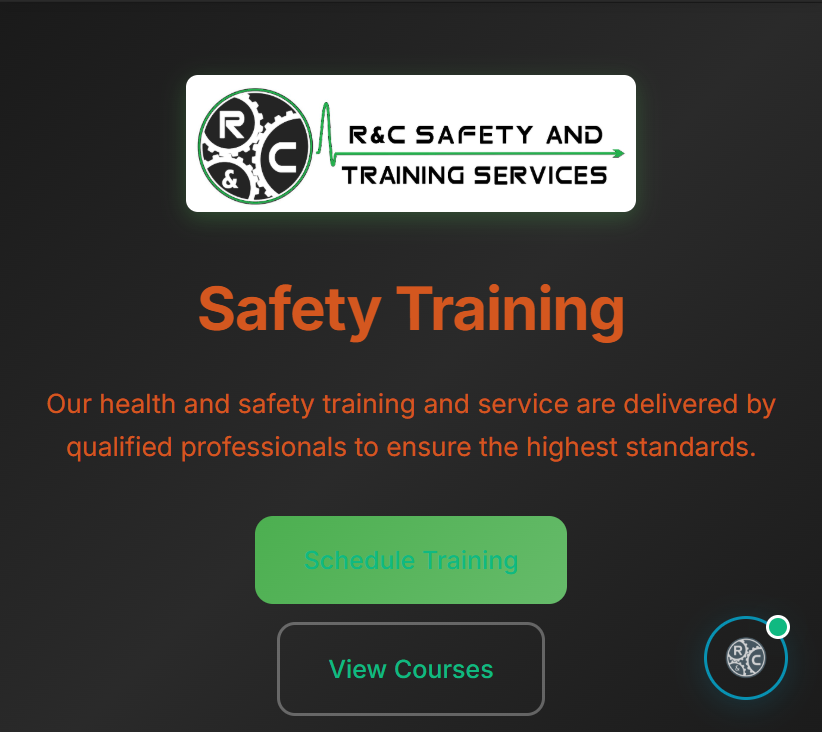 R
&
C
R&C SAFETY AND
TRAINING SERVICES
Safety Training
Our health and safety training and service are delivered by
qualified professionals to ensure the highest standards.
Schedule Training
View Courses
R
C